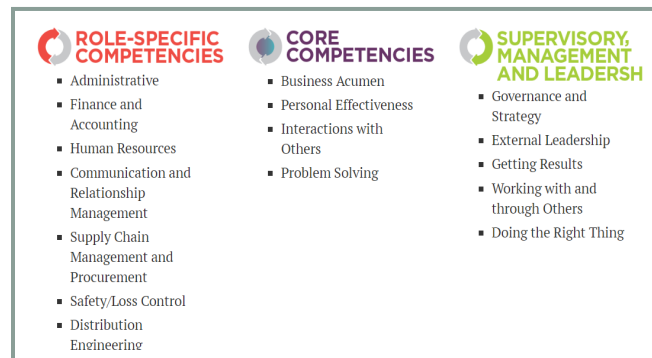 ROLE-SPECIFIC
COMPETENCIES
Administrative
Finance and
Accounting
Human Resources
Communication and
Relationship
Management
Supply Chain
Management and
Procurement
Safety/Loss Control
Distribution
Engineering
CORE
COMPETENCIES
Business Acumen
Personal Effectiveness
Interactions with
Others
Problem Solving
SUPERVISORY,
MANAGEMENT
AND LEADERSH
Governance and
Strategy
External Leadership
Getting Results
Working with and
through Others
Doing the Right Thing